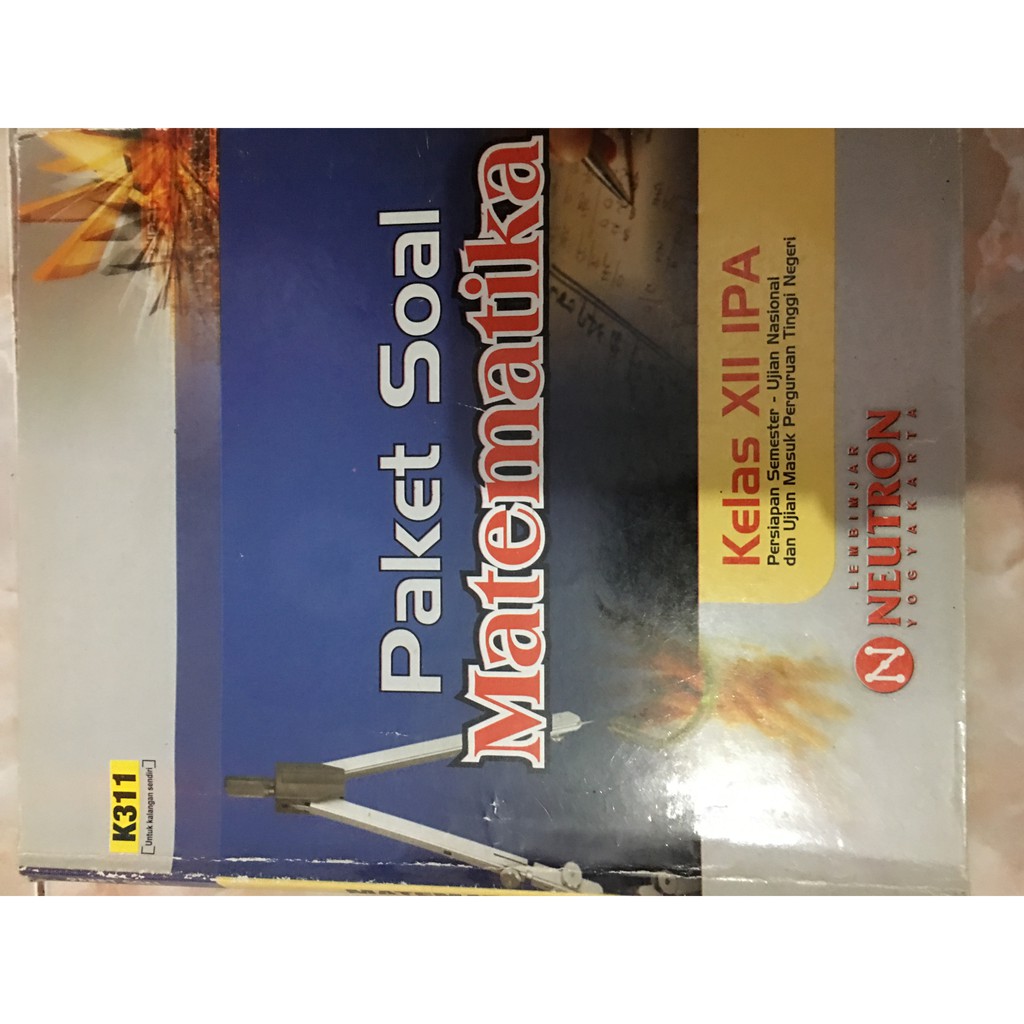 K311
[Untuk kalangan sendiri]
Paket Soal
Matematika
Kelas XII IPA
Persiapan Semester - Ujian Nasional
dan Ujian Masuk Perguruan Tinggi Negeri
LEMBIMJAR
NEUTRON
YOGYAKARTA